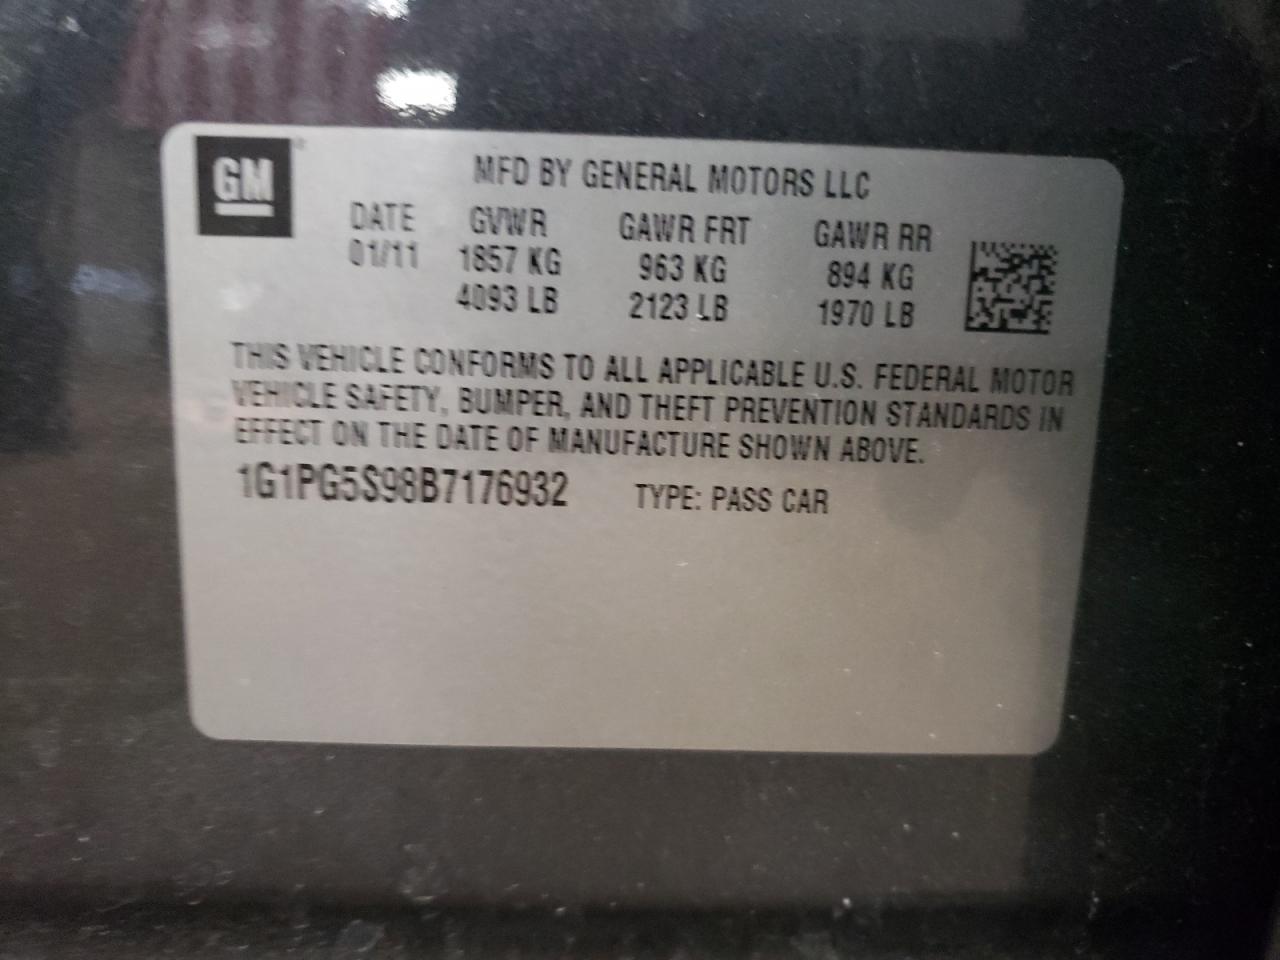 GM
MFD BY GENERAL MOTORS LLC
DATE GVWR GAWR FRT GAWR RR
01/11 1857 KG 963 KG 894 KG
4093 LB 2123 LB 1970 LB
THIS VEHICLE CONFORMS TO ALL APPLICABLE U.S. FEDERAL MOTOR
VEHICLE SAFETY, BUMPER, AND THEFT PREVENTION STANDARDS IN
EFFECT ON THE DATE OF MANUFACTURE SHOWN ABOVE.
1G1PG5S98B7176932 TYPE: PASS CAR